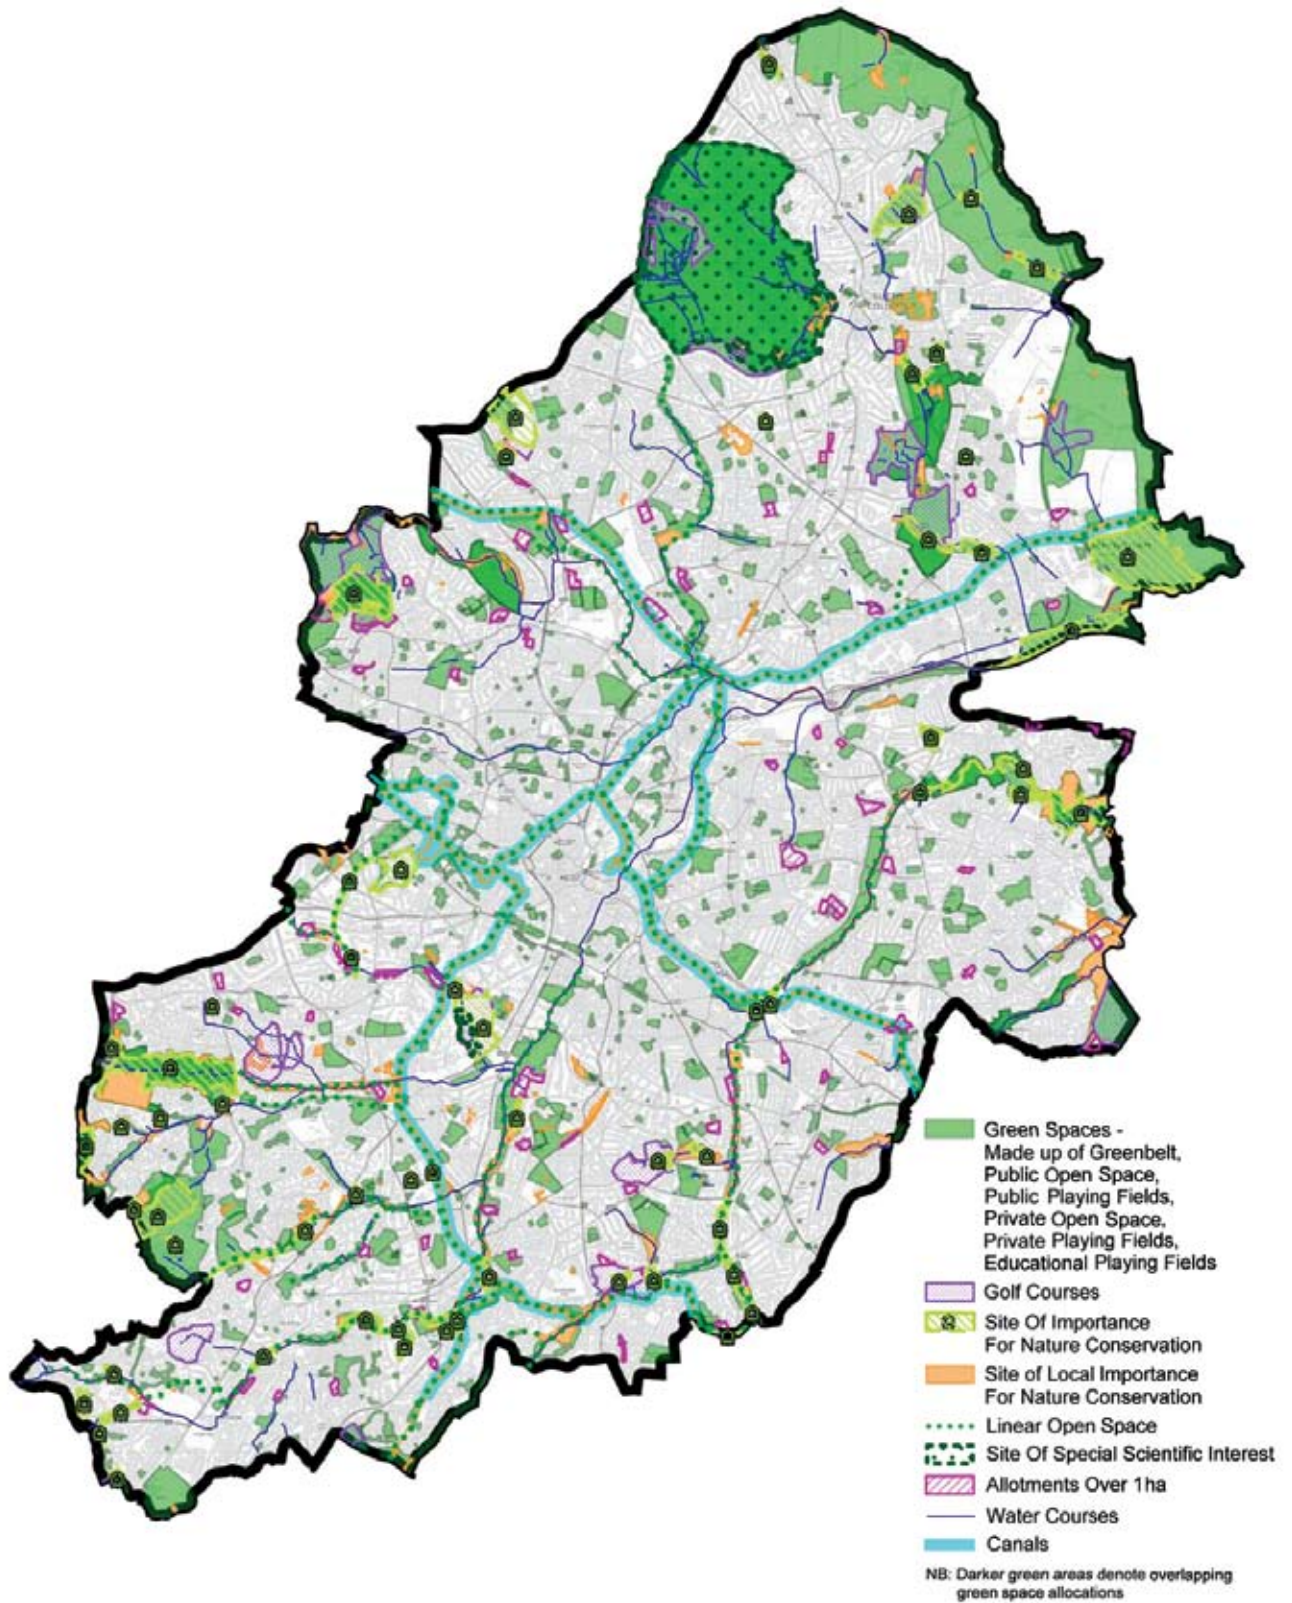 Green Spaces -
Made up of Greenbelt,
Public Open Space,
Public Playing Fields,
Private Open Space,
Private Playing Fields,
Educational Playing Fields
Golf Courses
Site Of Importance
For Nature Conservation
Site of Local Importance
For Nature Conservation
Linear Open Space
Site Of Special Scientific Interest
Allotments Over 1ha
Water Courses
Canals
NB: Darker green areas denote overlapping
green space allocations